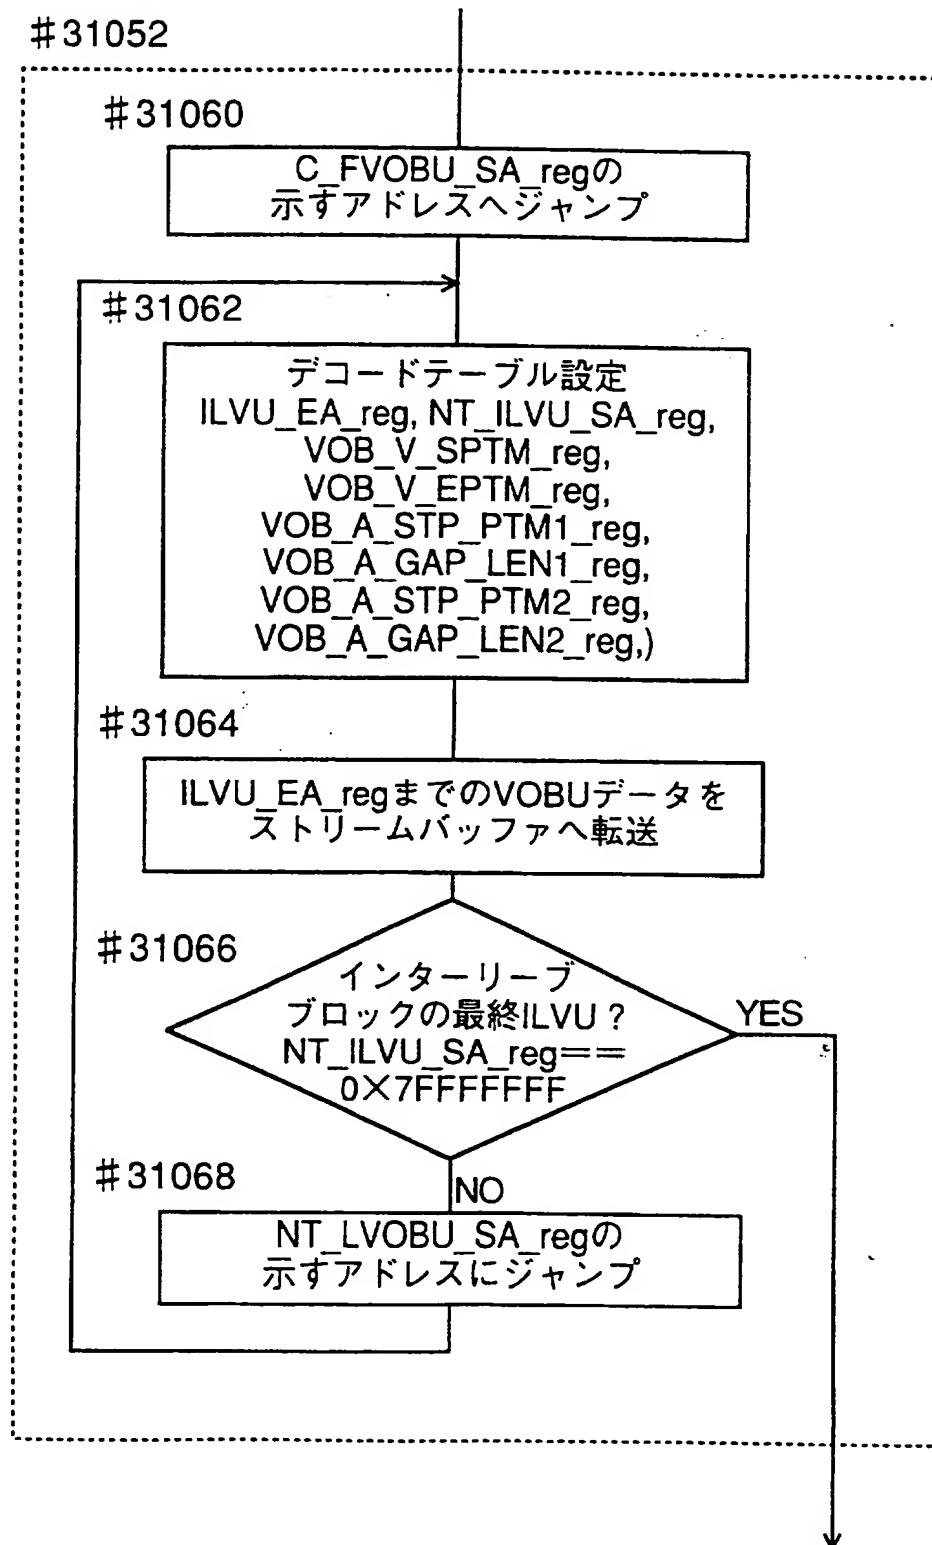 #31052
#31060
C_FVOBU_SA_regの
示すアドレスへジャンプ
#31062
デコードテーブル設定
ILVU_EA_reg, NT_ILVU_SA_reg,
VOB_V_SPTM_reg,
VOB_V_EPTM_reg,
VOB_A_STP_PTM1_reg,
VOB_A_GAP_LEN1_reg,
VOB_A_STP_PTM2_reg,
VOB_A_GAP_LEN2_reg,)
#31064
ILVU_EA_regまでのVOBUデータを
ストリームバッファへ転送
#31066
インターリーブ
ブロックの最終ILVU?
NT_ILVU_SA_reg==
0×7FFFFFFF
YES
#31068
NO
NT_LVOBU_SA_regの
示すアドレスにジャンプ